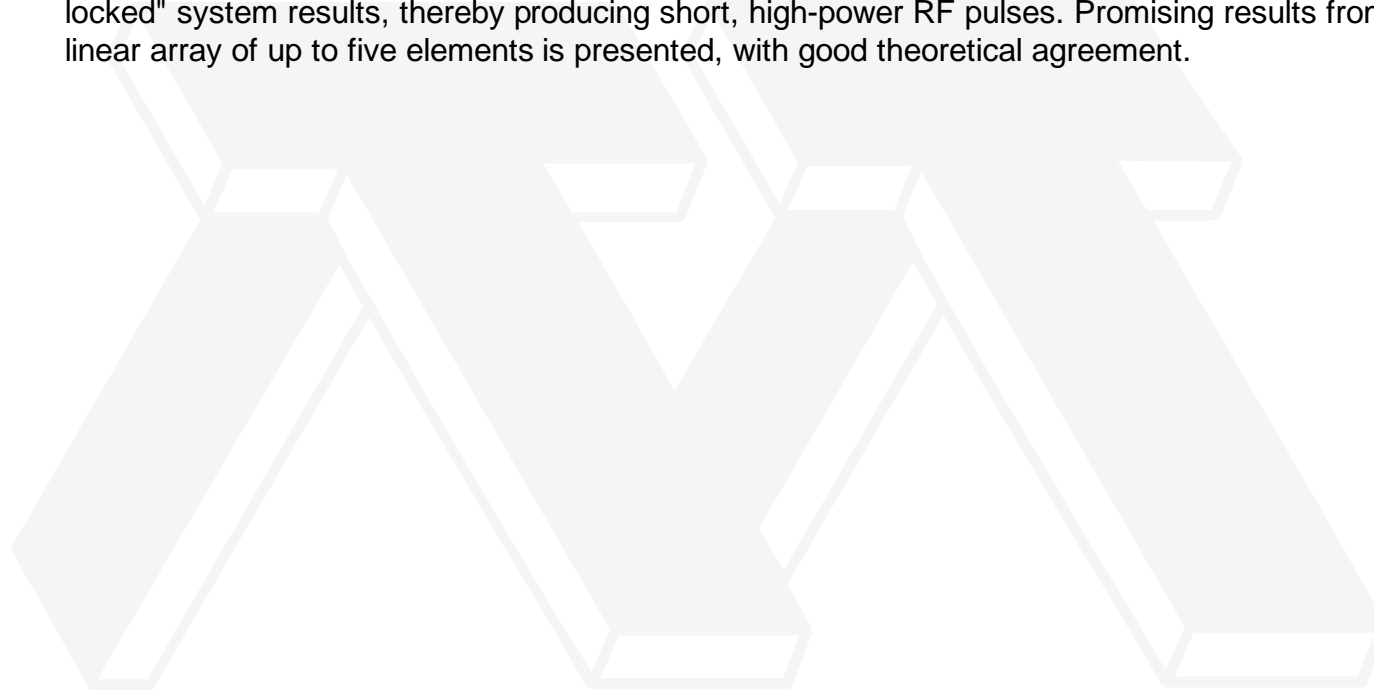 locked" system results, thereby producing short, high-power RF pulses. Promising results
linear array of up to five elements is presented, with good theoretical agreement.